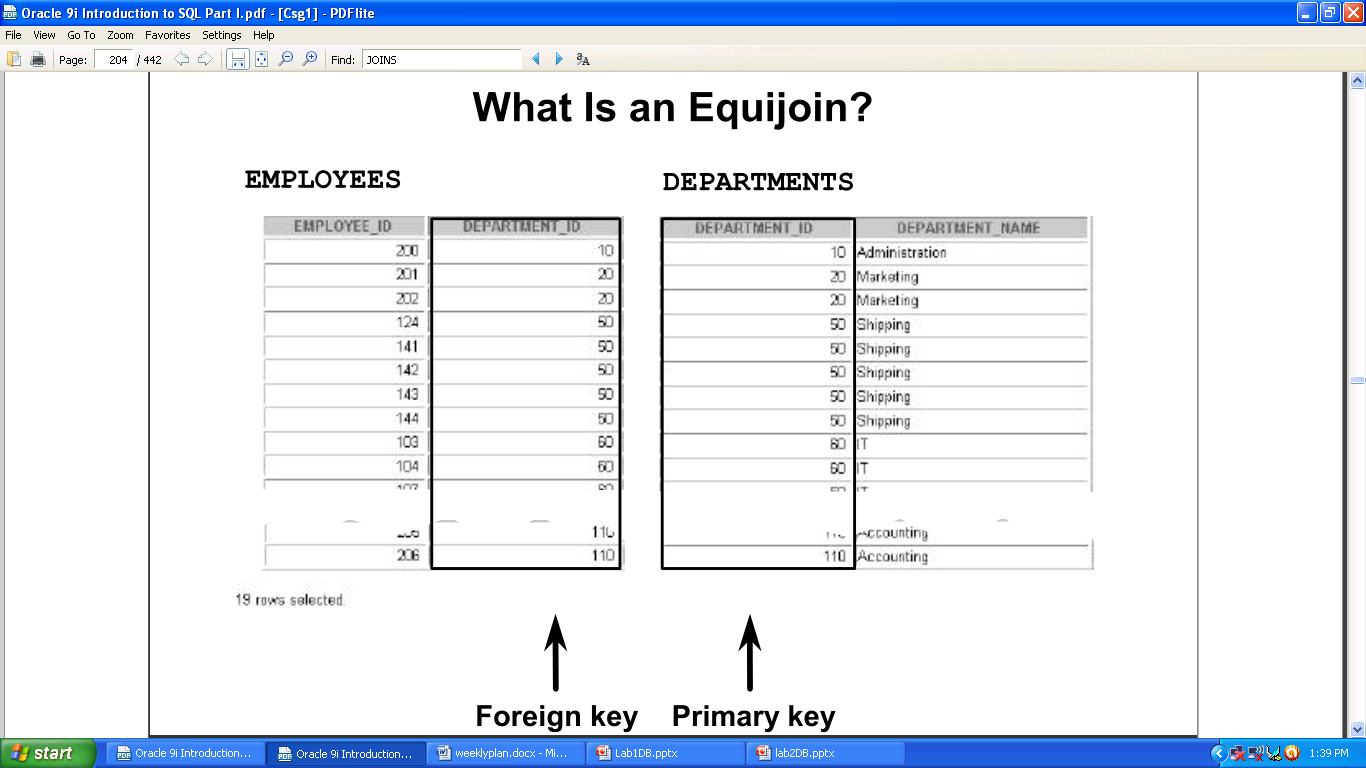 Oracle 9i Introduction to SQL Part I.pdf - [Csg1] - PDFlite
File View Go To Zoom Favorites Settings Help
Page: 204 / 442 Find: JOINS
What Is an Equijoin?
EMPLOYEES
DEPARTMENTS
EMPLOYEE_ID DEPARTMENT_ID DEPARTMENT_ID DEPARTMENT_NAME
200 10 10 Administration
201 20 20 Marketing
202 20 20 Marketing
124 50 50 Shipping
141 50 50 Shipping
142 50 50 Shipping
143 50 50 Shipping
144 50 50 Shipping
103 60 60 IT
104 60 60 IT
110 Accounting
206 110 110 Accounting
19 rows selected.
Foreign key Primary key
start Oracle 9i Introduction... Oracle 9i Introduction... weeklyplan.docx - Mi... Lab1DB.pptx lab2DB.pptx 1:39 PM